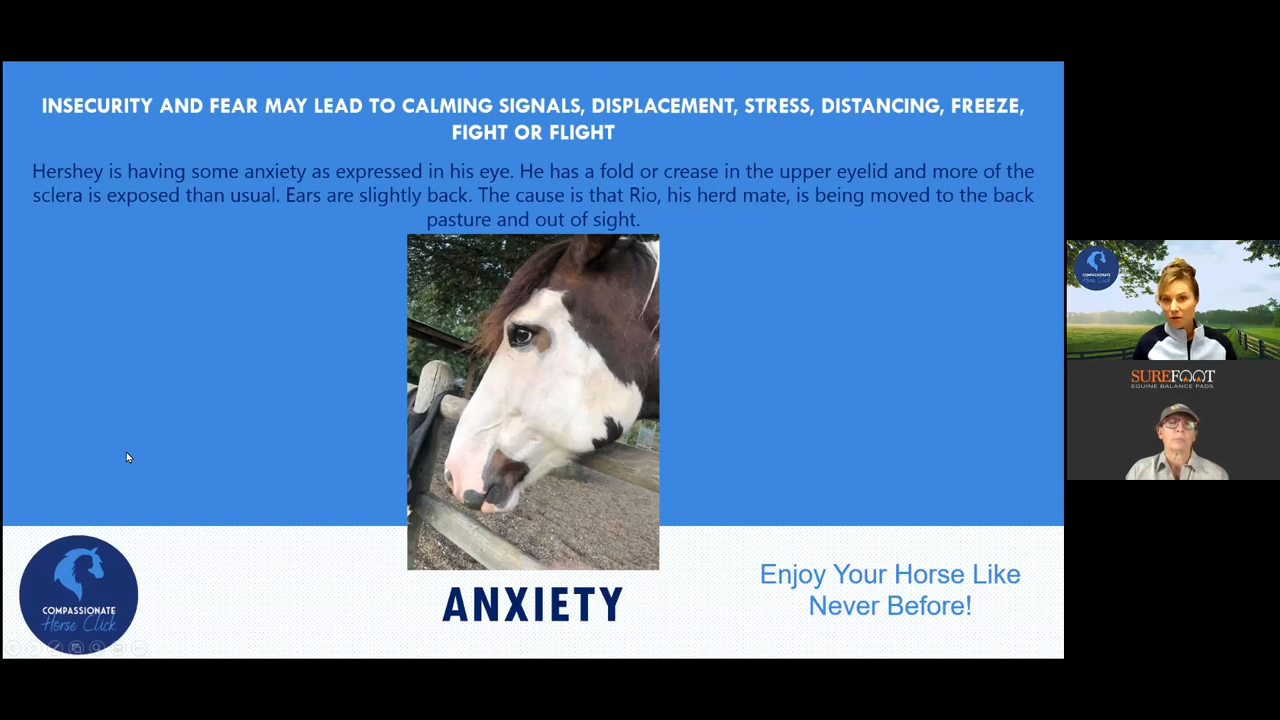 INSECURITY AND FEAR MAY LEAD TO CALMING SIGNALS, DISPLACEMENT, STRESS, DISTANCING, FREEZE,
FIGHT OR FLIGHT
Hershey is having some anxiety as expressed in his eye. He has a fold or crease in the upper eyelid and more of the
sclera is exposed than usual. Ears are slightly back. The cause is that Rio, his herd mate, is being moved to the back
pasture and out of sight.
ANXIETY
Enjoy Your Horse Like
Never Before!
COMPASSIONATE
Horse Click
COMPASSIONATE
Horse Click
SUREFOOT
EQUINE BALANCE PADS